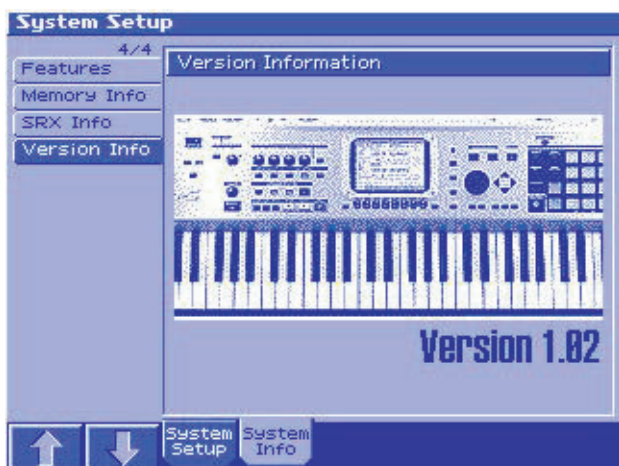 System Setup
4/4
Features
Memory Info
SRX Info
Version Info
Version Information
Version 1.02
System Setup
System Info